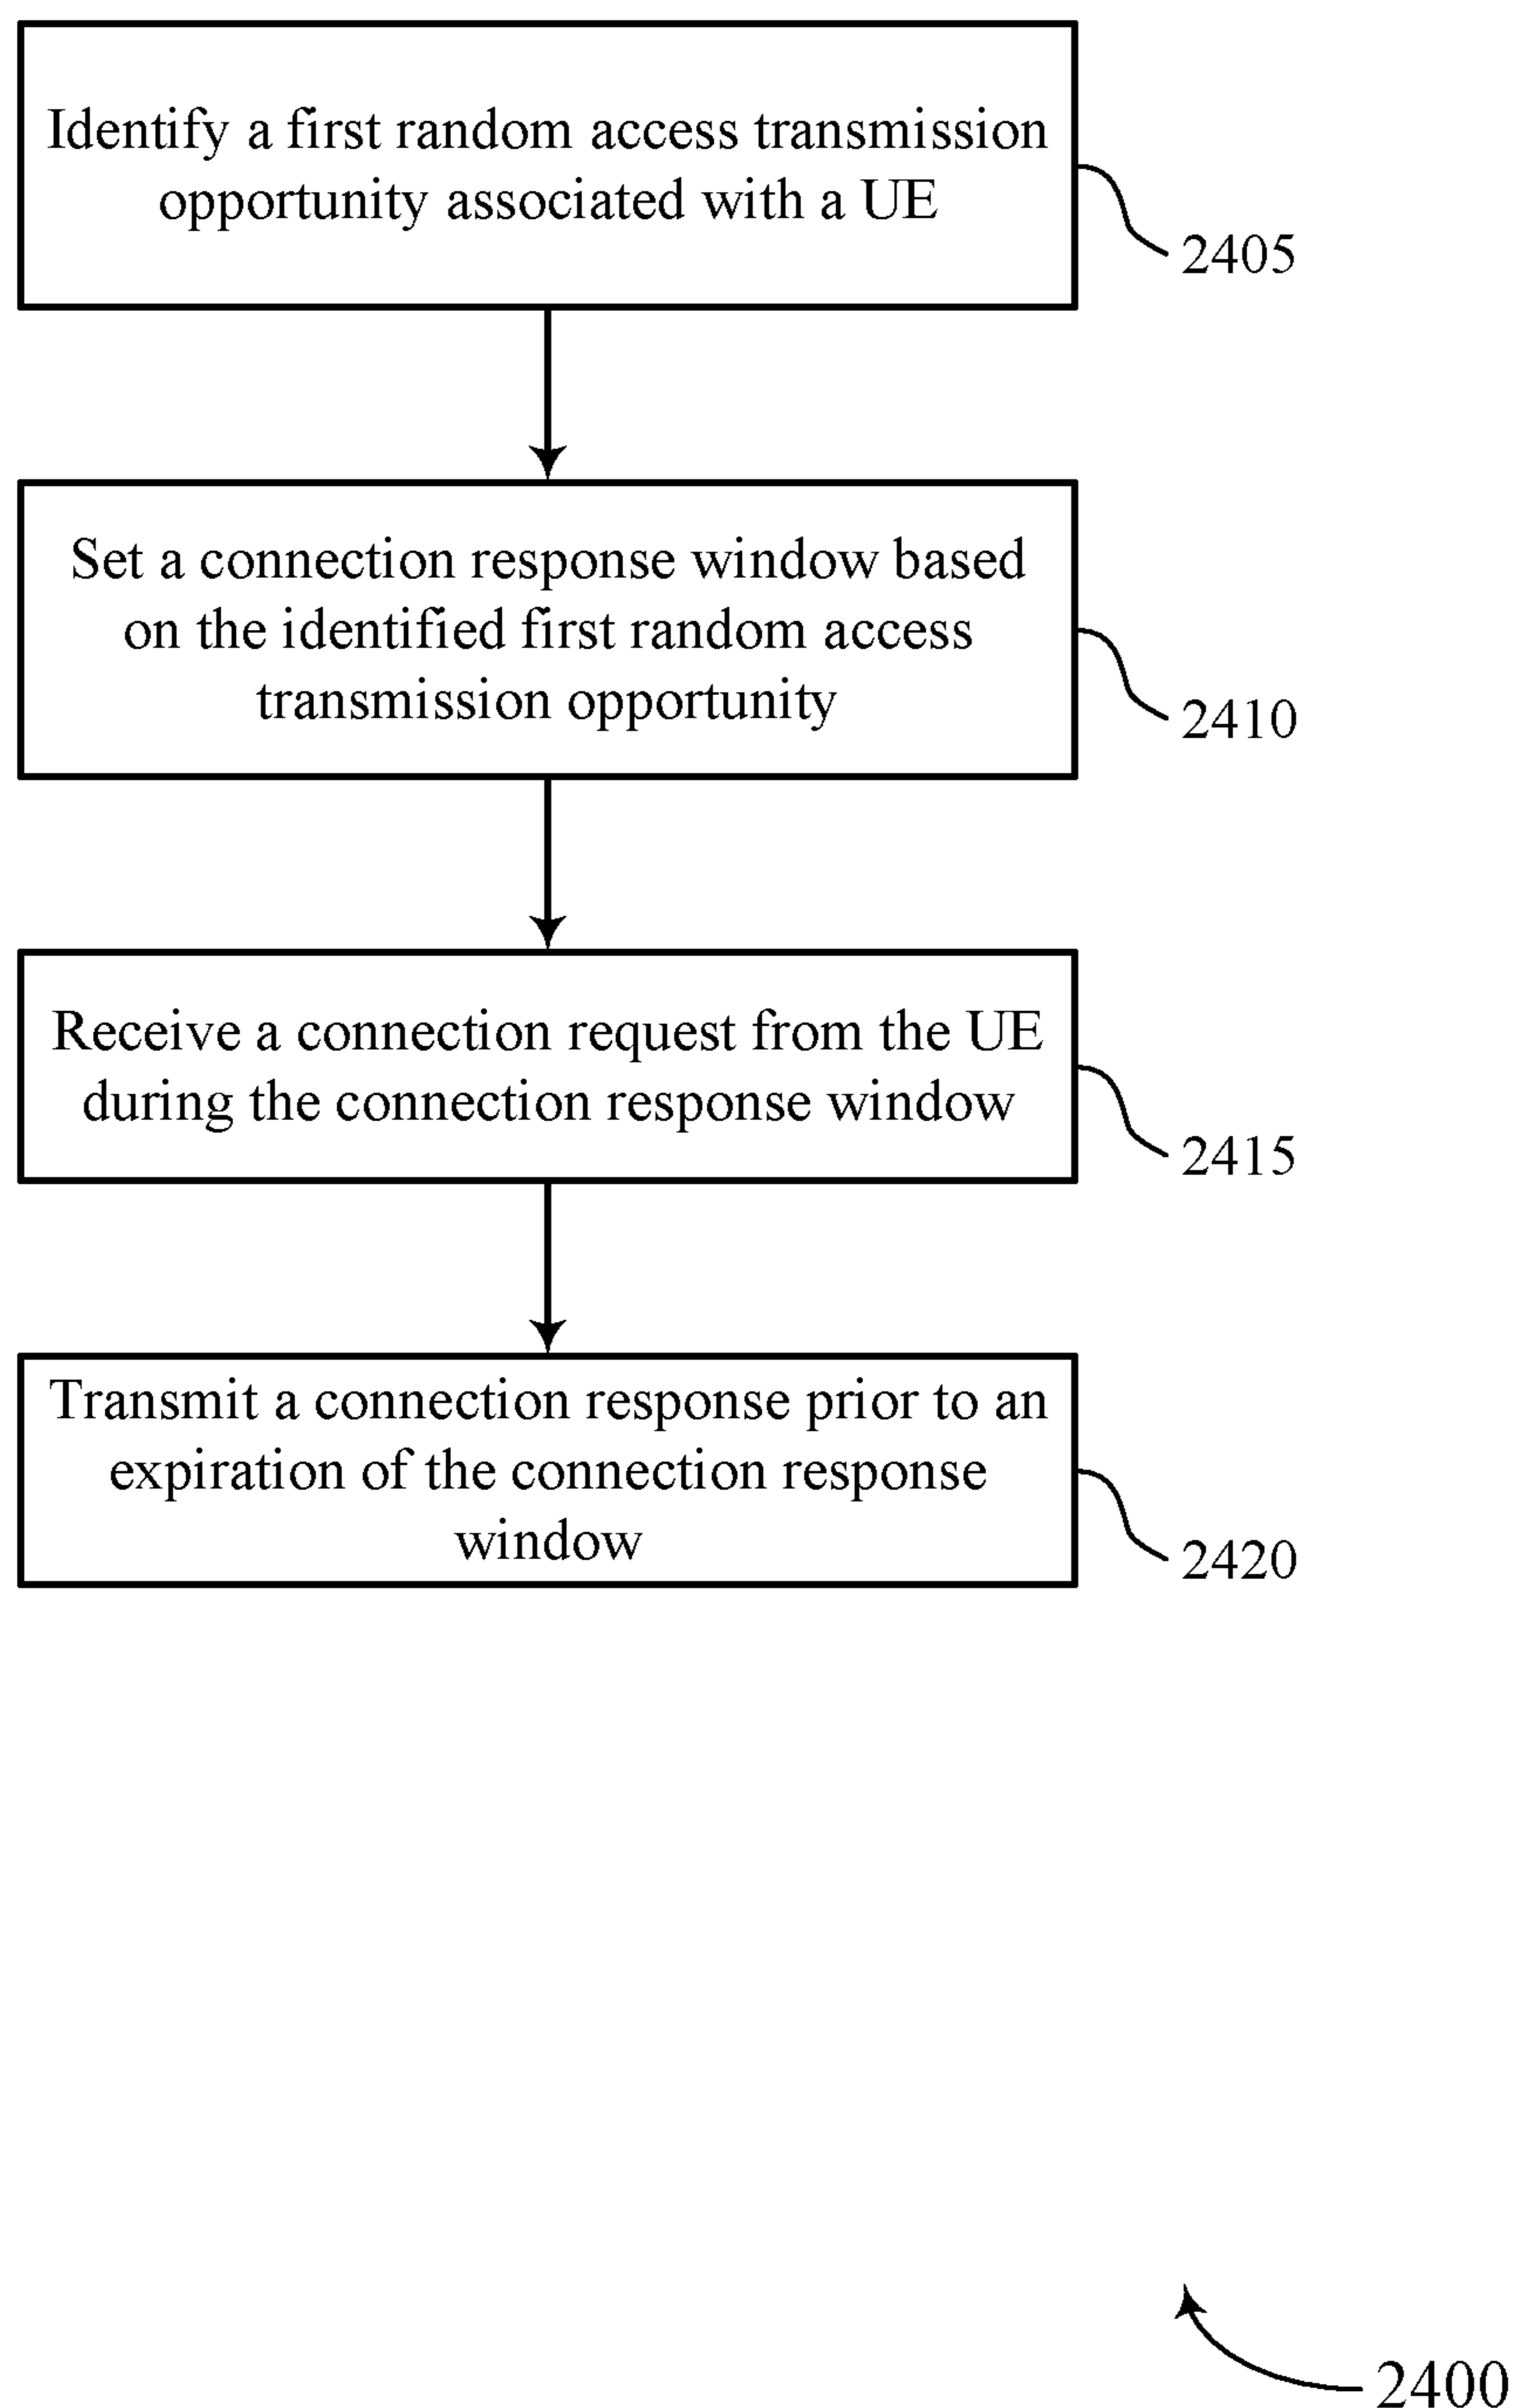 Identify a first random access transmission
opportunity associated with a UE
2405
Set a connection response window based
on the identified first random access
transmission opportunity
2410
Receive a connection request from the UE
during the connection response window
2415
Transmit a connection response prior to an
expiration of the connection response
window
2420
2400